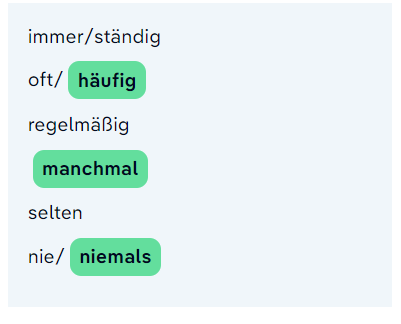 immer/ständig
oft/ häufig
regelmäßig
manchmal
selten
nie/ niemals